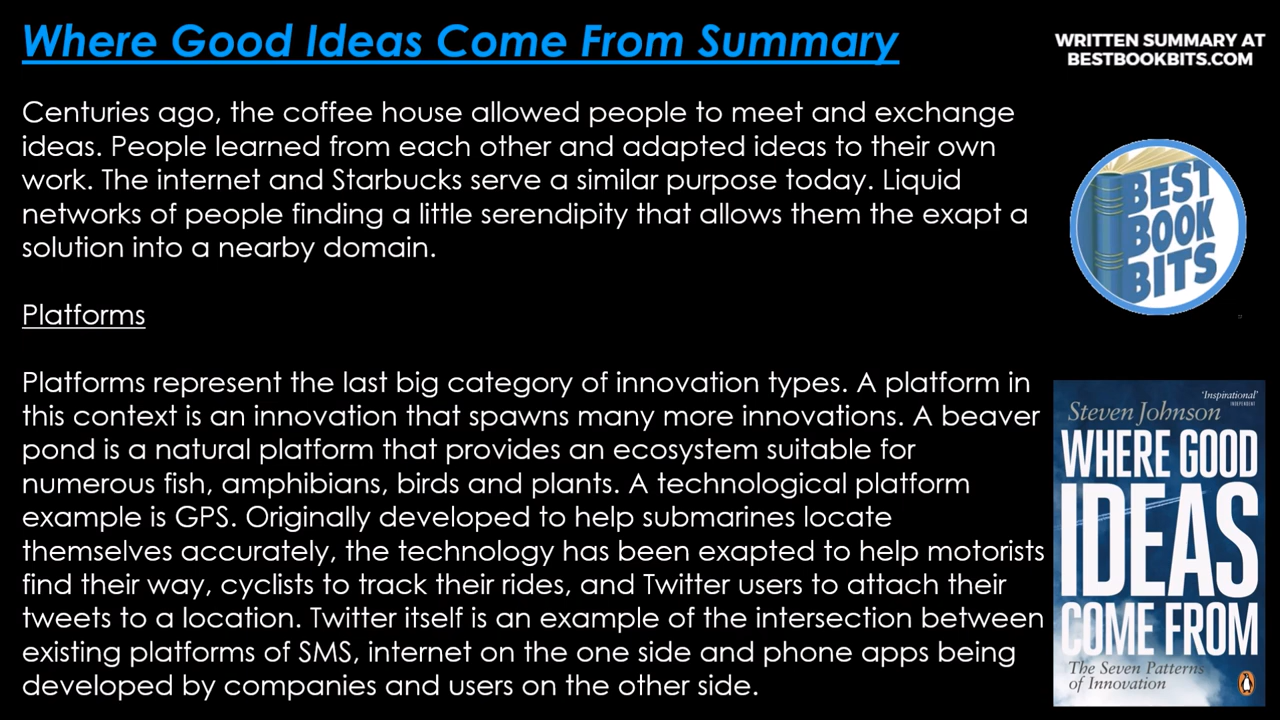 Where Good Ideas Come From Summary
WRITTEN SUMMARY AT
BESTBOOKBITS.COM
Centuries ago, the coffee house allowed people to meet and exchange
ideas. People learned from each other and adapted ideas to their own
work. The internet and Starbucks serve a similar purpose today. Liquid
networks of people finding a little serendipity that allows them the exapt a
solution into a nearby domain.
Platforms
Platforms represent the last big category of innovation types. A platform in
this context is an innovation that spawns many more innovations. A beaver
pond is a natural platform that provides an ecosystem suitable for
numerous fish, amphibians, birds and plants. A technological platform
example is GPS. Originally developed to help submarines locate
themselves accurately, the technology has been exapted to help motorists
find their way, cyclists to track their rides, and Twitter users to attach their
tweets to a location. Twitter itself is an example of the intersection between
existing platforms of SMS, internet on the one side and phone apps being
developed by companies and users on the other side.
BEST
BOOK
BITS
'Inspirational'
INDEPENDENT
Steven Johnson
WHERE GOOD
IDEAS
COME FROM
The Seven Patterns
of Innovation